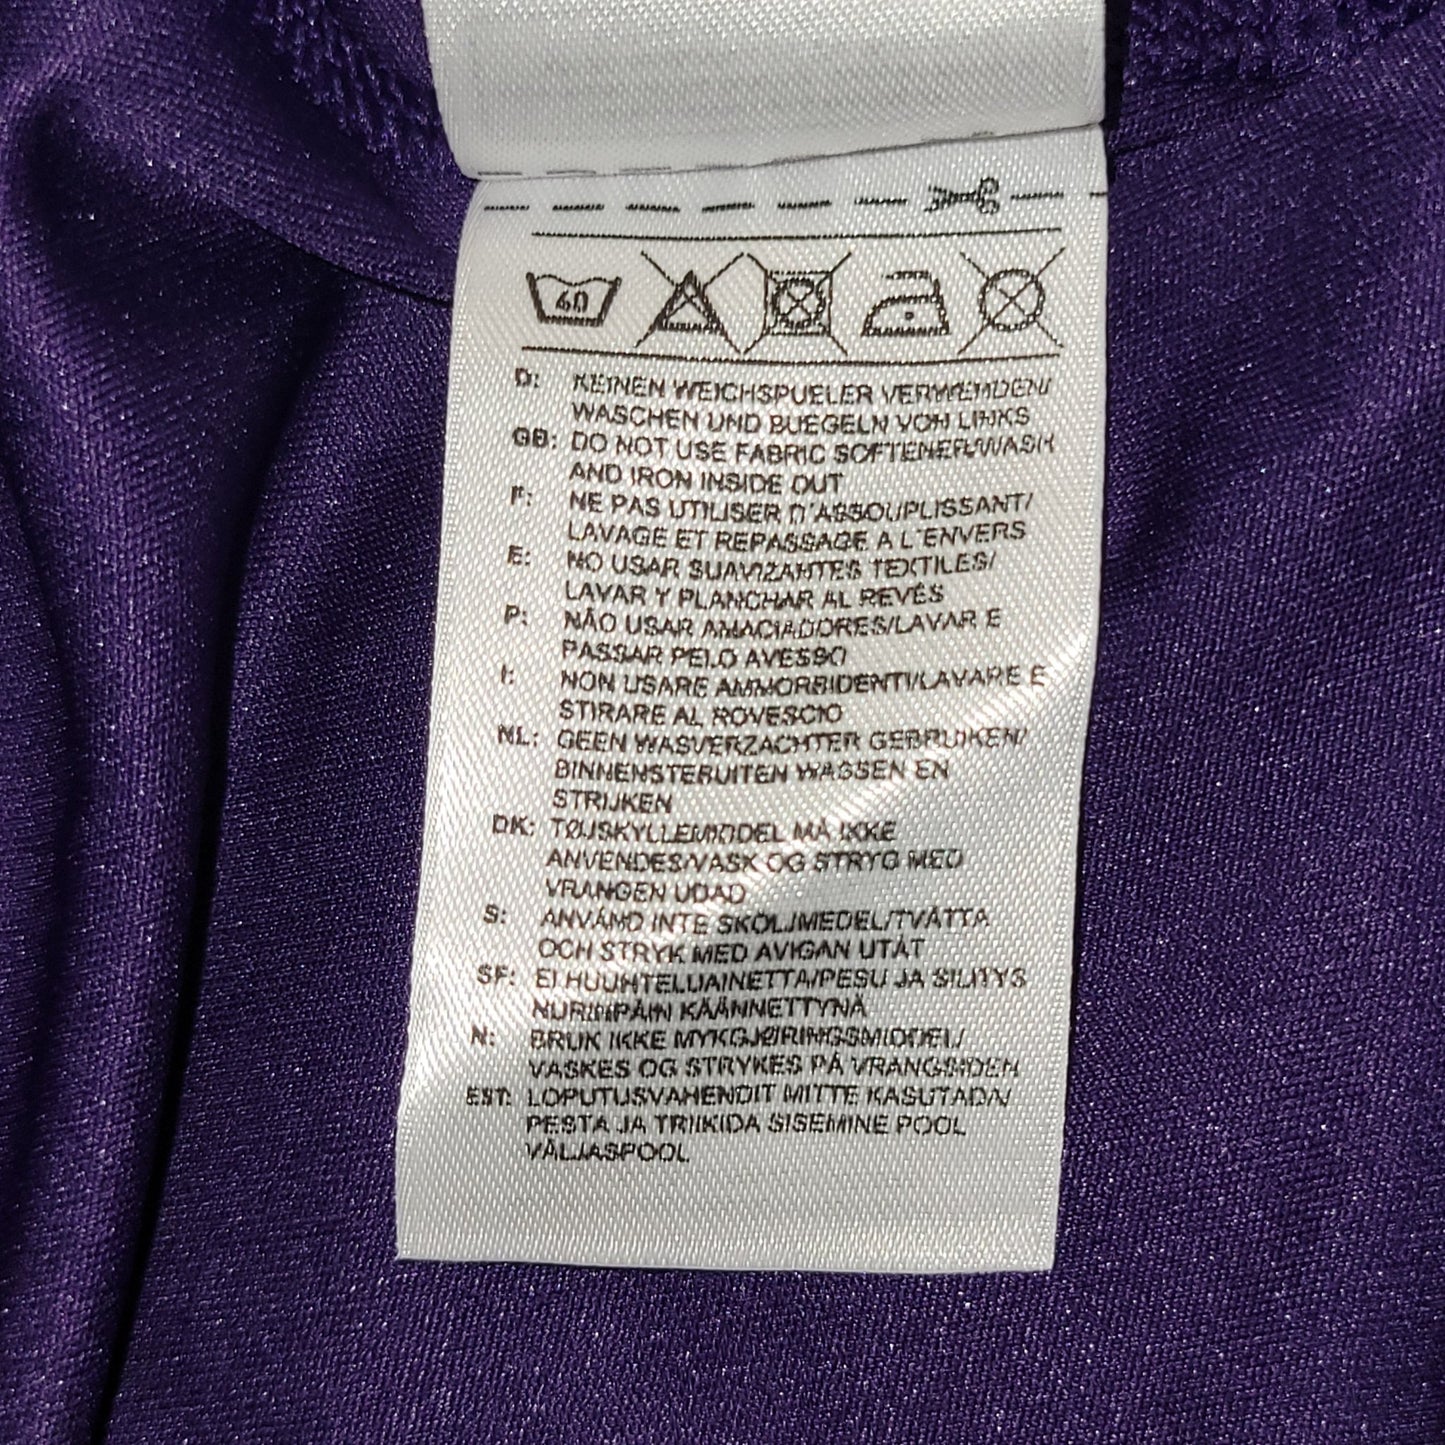 40
D: KEINEN WEICHSPUELER VERWENDEN/
WASCHEN UND BUEGELN VON LINKS
GB: DO NOT USE FABRIC SOFTENER/WASH
AND IRON INSIDE OUT
F: NE PAS UTILISER D'ASSOUPLISSANT/
LAVAGE ET REPASSAGE A L'ENVERS
E: NO USAR SUAVIZANTES TEXTILES/
LAVAR Y PLANCHAR AL REVÉS
P: NÃO USAR AMACIADORES/LAVAR E
PASSAR PELO AVESSO
I: NON USARE AMMORBIDENTI/LAVARE E
STIRARE AL ROVESCIO
NL: GEEN WASVERZACHTER GEBRUIKEN/
BINNENSTERUITEN WASSEN EN
STRIJKEN
DK: TØJSKYLLEMIDDEL MÅ IKKE
ANVENDES/VASK OG STRYG MED
VRANGEN UDAD
S: ANVÄND INTE SKÖLJMEDEL/TVÄTTA
OCH STRYK MED AVIGAN UTÅT
SF: EI HUUHTELUAINETTA/PESU JA SILITYS
NURINPÄIN KÄÄNNETTYNÄ
N: BRUK IKKE MYKGJØRINGSMIDDEL/
VASKES OG STRYKES PÅ VRANGSIDEN
EST: LOPUTUSVAHENDIT MITTE KASUTADA/
PESTA JA TRIIKIDA SISEMINE POOL
VÄLJASPOOL